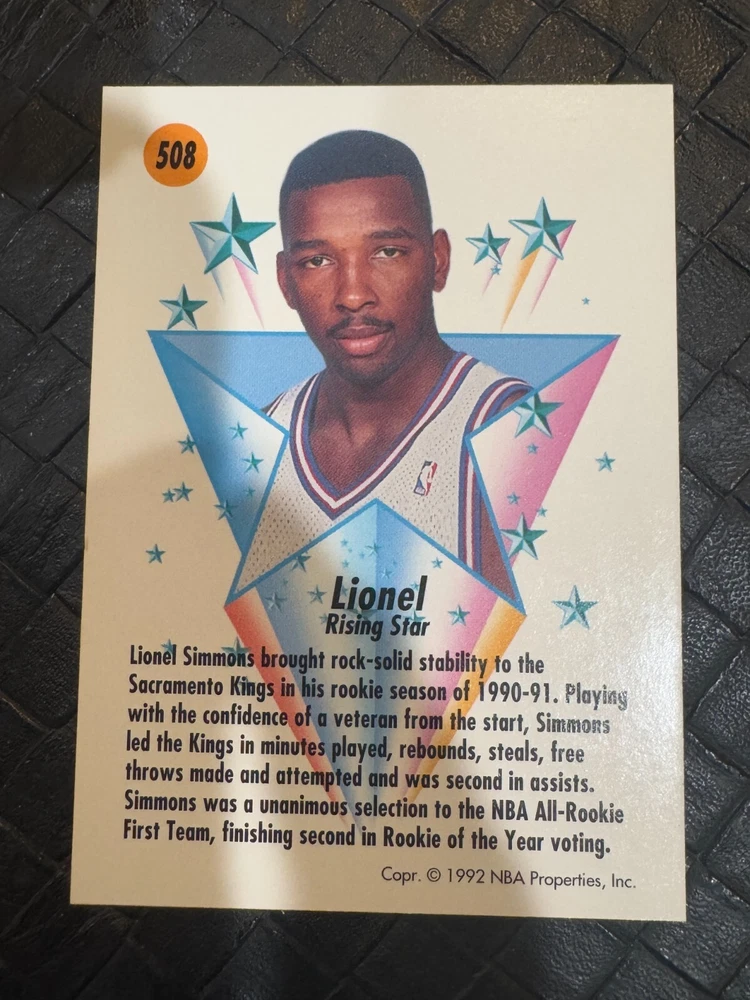 508
Lionel
Rising Star
Lionel Simmons brought rock-solid stability to the
Sacramento Kings in his rookie season of 1990-91. Playing
with the confidence of a veteran from the start, Simmons
led the Kings in minutes played, rebounds, steals, free
throws made and attempted and was second in assists.
Simmons was a unanimous selection to the NBA All-Rookie
First Team, finishing second in Rookie of the Year voting.
Copr. © 1992 NBA Properties, Inc.